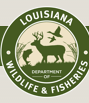 LOUISIANA
DEPARTMENT OF
WILDLIFE & FISHERIES